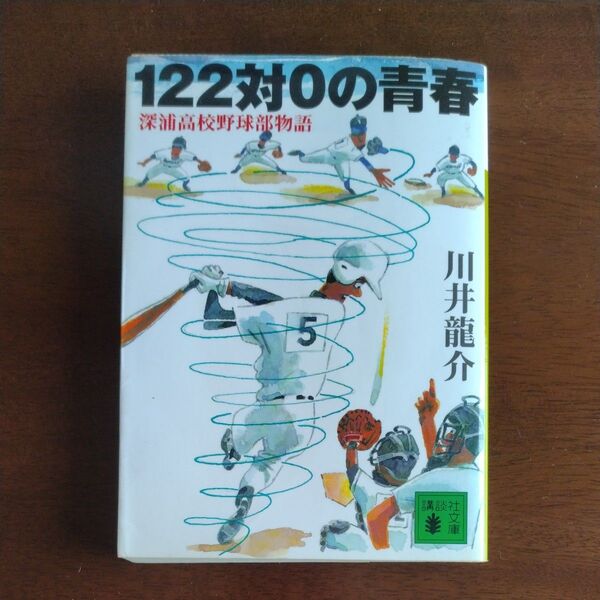 122対0の青春
深浦高校野球部物語
川井龍介
5
講談社文庫